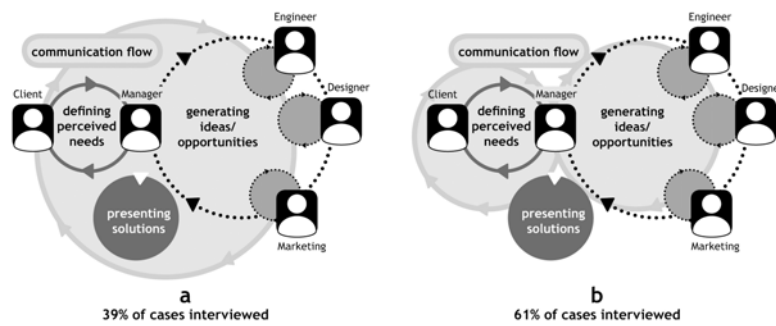 Engineer
communication flow
Client
Manager
Designer
defining
perceived
needs
generating
ideas/
opportunities
presenting
solutions
Marketing
a
39% of cases interviewed
Engineer
communication flow
Client
Manager
Designe
defining
perceived
needs
generating
ideas/
opportunities
presenting
solutions
Marketing
b
61% of cases interviewed